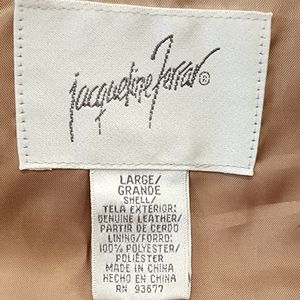 jacqueline ferrar®
LARGE/
GRANDE
SHELL/
TELA EXTERIOR:
GENUINE LEATHER/
PARTIR DE CERDO
LINING/FORRO:
100% POLYESTER/
POLIÉSTER
MADE IN CHINA
HECHO EN CHINA
RN 93677